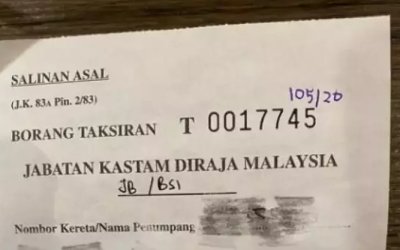 SALINAN ASAL
105/20
(J.K. 83A Pin. 2/83)
BORANG TAKSIRAN T 0017745
JABATAN KASTAM DIRAJA MALAYSIA
JB/BSI
Nombor Kereta/Nama Penumpang